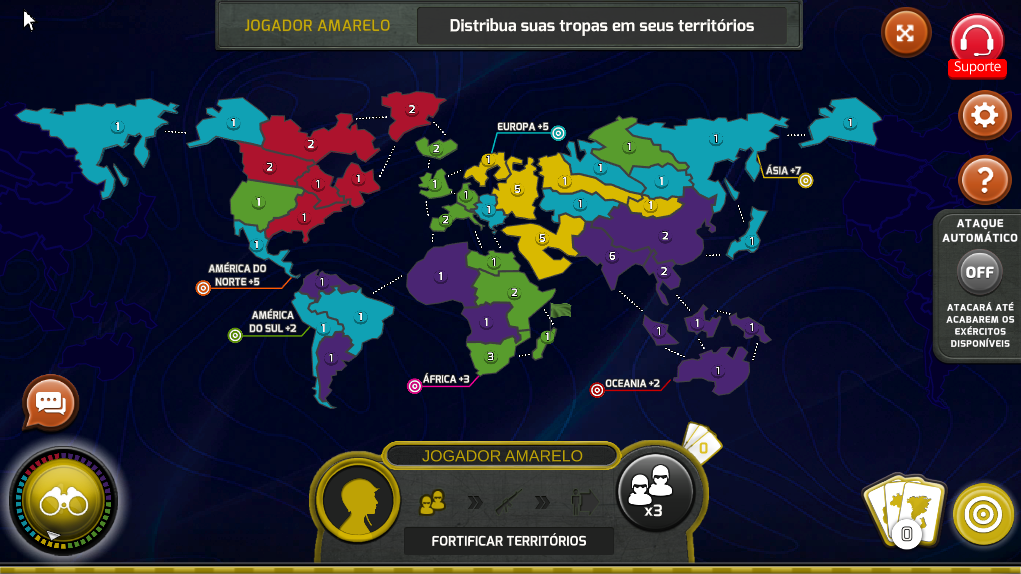 JOGADOR AMARELO
Distribua suas tropas em seus territórios
Suporte
EUROPA +5
ÁSIA +7
AMÉRICA DO
NORTE +5
AMÉRICA
DO SUL +2
ÁFRICA +3
OCEANIA +2
1
1
2
2
2
1
1
1
1
1
2
1
1
2
1
1
5
1
1
1
1
1
1
1
1
5
2
6
2
1
1
1
1
1
1
1
2
1
3
1
1
1
1
1
ATAQUE
AUTOMÁTICO
OFF
ATACARÁ ATÉ
ACABAREM OS
EXÉRCITOS
DISPONÍVEIS
?
JOGADOR AMARELO
0
x3
FORTIFICAR TERRITÓRIOS
0